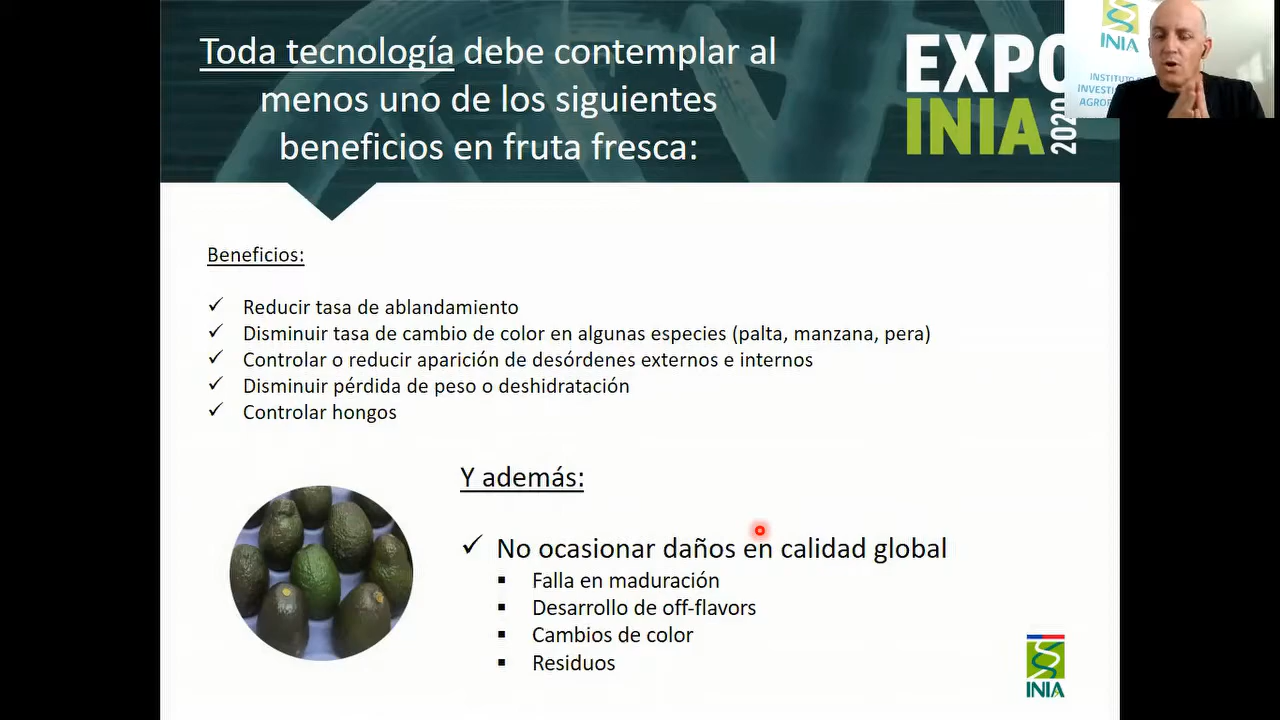 Toda tecnología debe contemplar al
menos uno de los siguientes
beneficios en fruta fresca:
EXPO
INIA
INIA
INSTITUTO
Beneficios:
✓ Reducir tasa de ablandamiento
✓ Disminuir tasa de cambio de color en algunas especies (palta, manzana, pera)
✓ Controlar o reducir aparición de desórdenes externos e internos
✓ Disminuir pérdida de peso o deshidratación
✓ Controlar hongos
Y además:
✓ No ocasionar daños en calidad global
▪ Falla en maduración
▪ Desarrollo de off-flavors
▪ Cambios de color
▪ Residuos
INIA